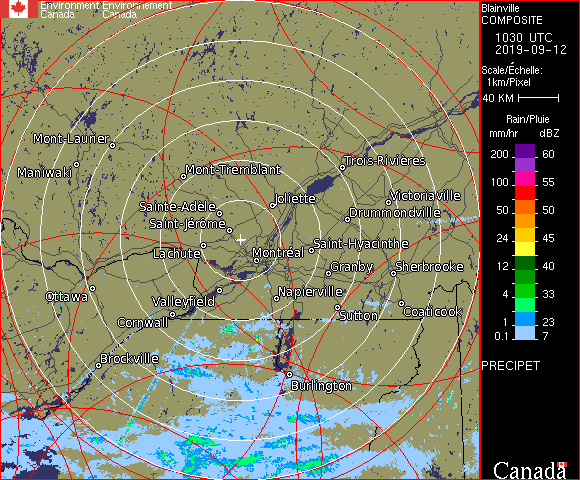 Environment Environnement
Canada Canada
Blainville
COMPOSITE
1030 UTC
2019-09-12
Scale/Échelle:
1km/Pixel
40 KM
Rain/Pluie
mm/hr dBZ
200 60
100 55
50 50
24 45
12 40
4 33
1 23
0.1 7
PRECIPET
Mont-Laurier
Maniwaki
Mont-Tremblant
Trois-Rivières
Joliette
Victoriaville
Sainte-Adèle
Drummondville
Saint-Jérôme
Lachute
Montréal
Saint-Hyacinthe
Granby
Sherbrooke
Ottawa
Valleyfield
Napierville
Cornwall
Sutton
Coaticook
Brockville
Burlington
Canada